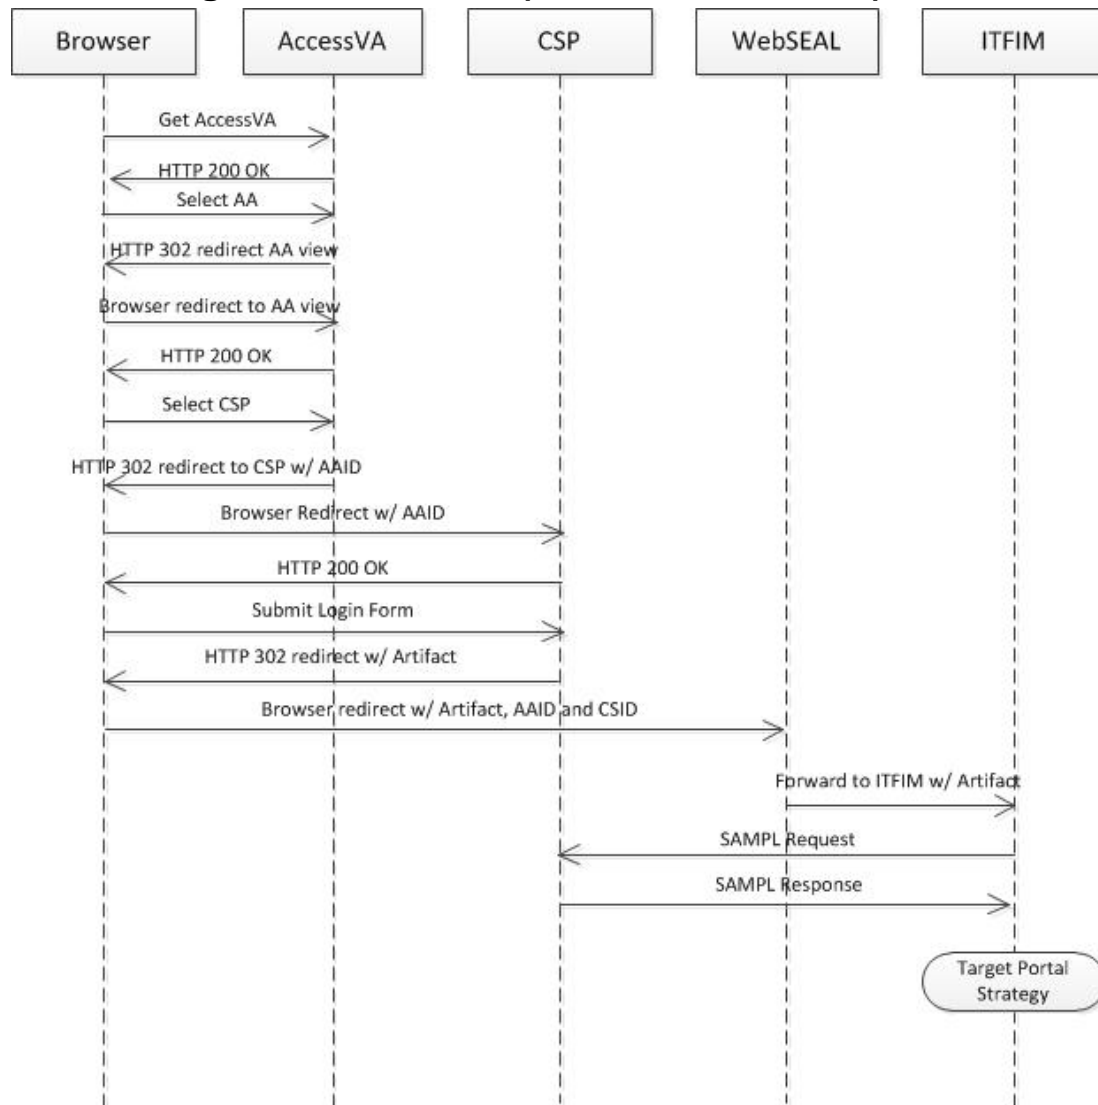 Browser
AccessVA
CSP
WebSEAL
ITFIM
Get AccessVA
HTTP 200 OK
Select AA
HTTP 302 redirect AA view
Browser redirect to AA view
HTTP 200 OK
Select CSP
HTTP 302 redirect to CSP w/ AAID
Browser Redirect w/ AAID
HTTP 200 OK
Submit Login Form
HTTP 302 redirect w/ Artifact
Browser redirect w/ Artifact, AAID and CSID
Forward to ITFIM w/ Artifact
SAMPL Request
SAMPL Response
Target Portal
Strategy